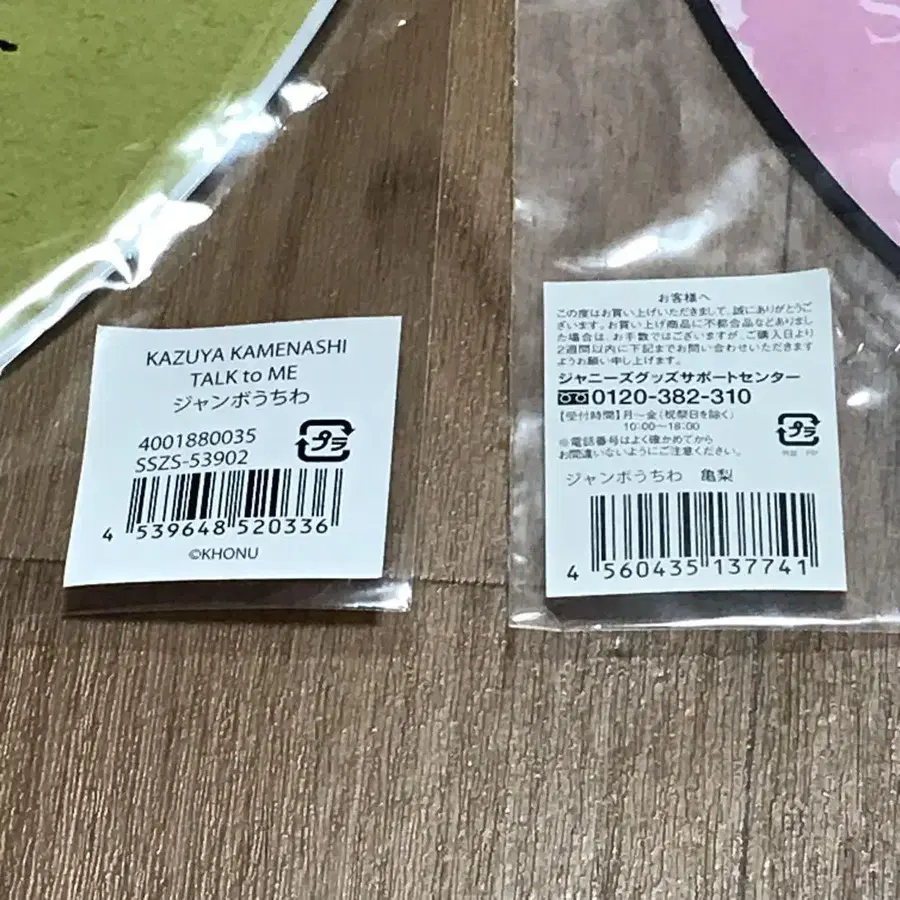 KAZUYA KAMENASHI
TALK to ME
ジャンボうちわ
4001880035
SSZS-53902
プラ
4 539648 520336
©KHONU
お客様へ
この度はお買い上げいただきまして、誠にありがとうご
ざいます。お買い上げ商品に不都合品などありまし
た場合は、お手数ではございますが、ご購入日より
2週間以内に下記までお問い合わせいただきます
ようお願い申し上げます。
ジャニーズグッズサポートセンター
0120-382-310
【受付時間】月〜金(祝祭日を除く)
10:00〜18:00
※電話番号はよく確かめてから
お間違いないようにご注意ください。
プラ
ジャンボうちわ 亀梨
4 560435 137741